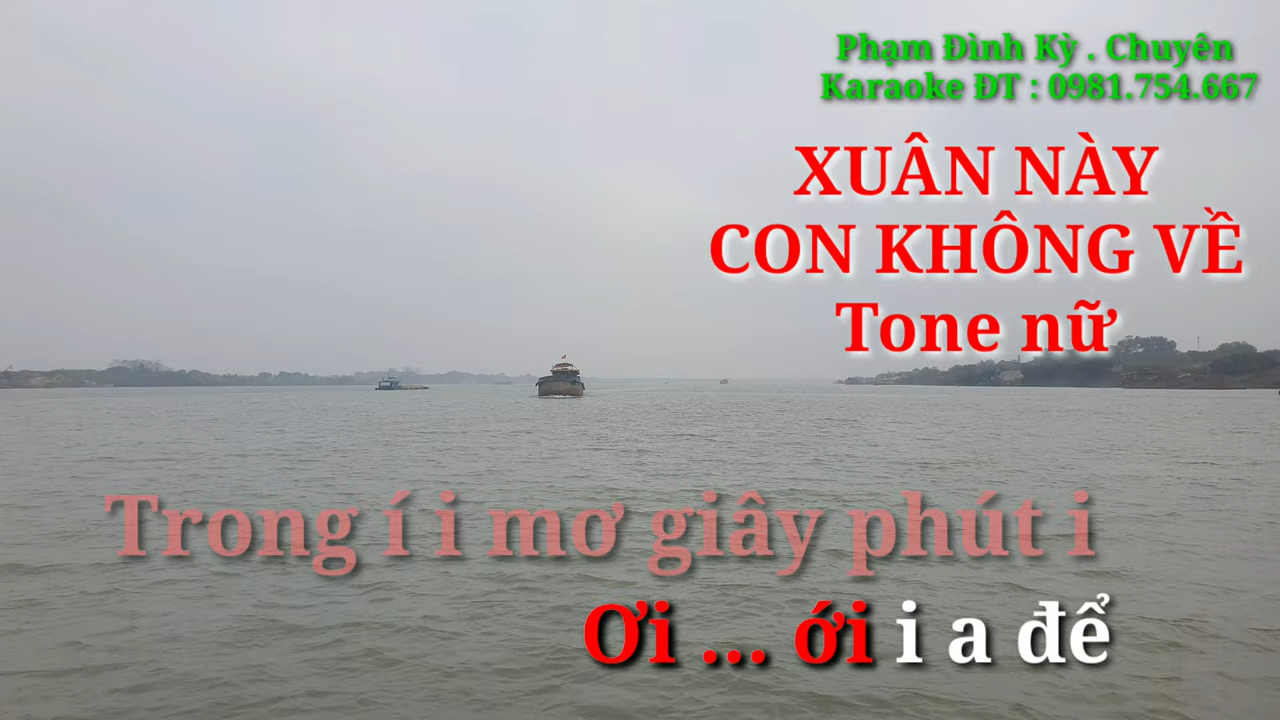 Phạm Đình Kỳ . Chuyên
Karaoke ĐT : 0981.754.667
XUÂN NÀY
CON KHÔNG VỀ
Tone nữ
Trong í i mơ giây phút i
Ơi ... ới i a để